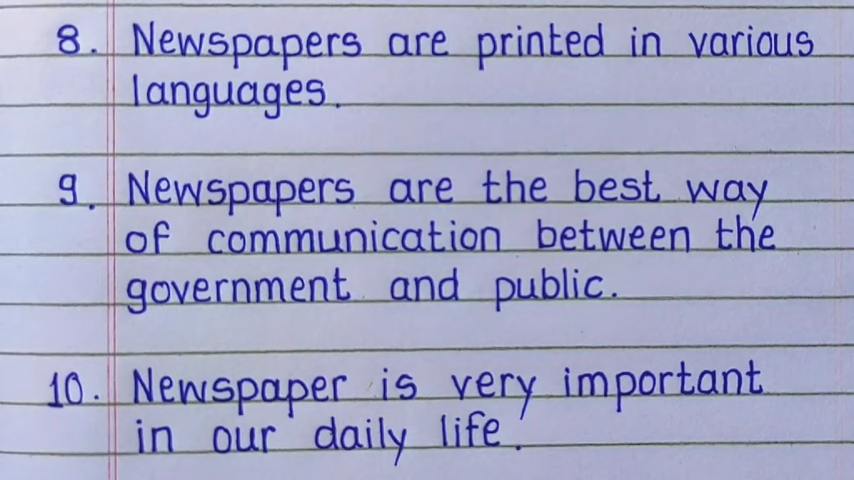 8. Newspapers are printed in various
languages.
9. Newspapers are the best way
of communication between the
government and public.
10. Newspaper is very important
in our daily life.